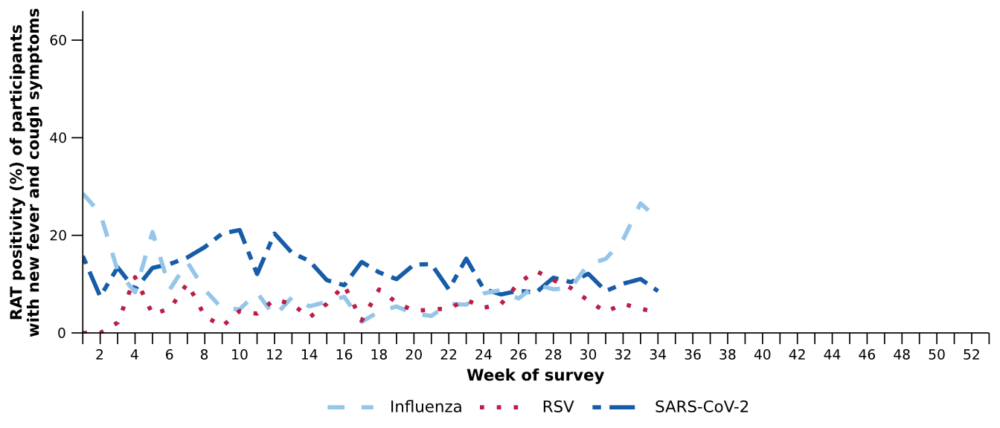 RAT positivity (%) of participants
with new fever and cough symptoms
60
40
20
0
2 4 6 8 10 12 14 16 18 20 22 24 26 28 30 32 34 36 38 40 42 44 46 48 50 52
Week of survey
Influenza RSV SARS-CoV-2